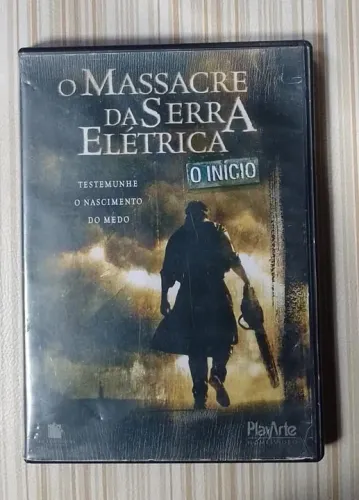 O MASSACRE
DA SERRA
ELÉTRICA
O INÍCIO
TESTEMUNHE
O NASCIMENTO
DO MEDO
PlayArte